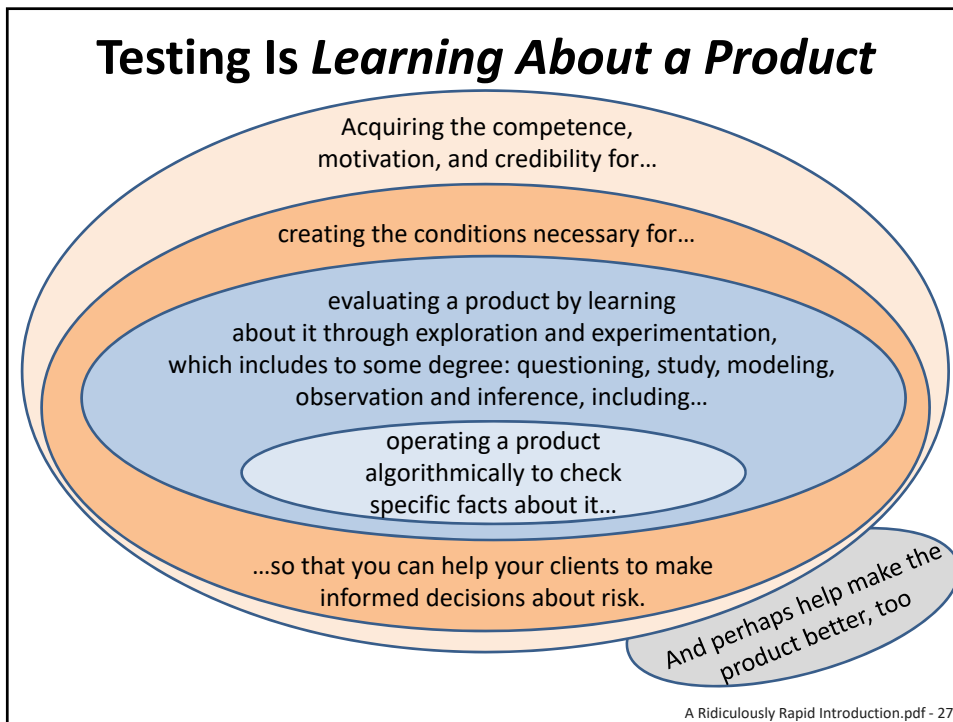 Testing Is Learning About a Product
Acquiring the competence,
motivation, and credibility for…
creating the conditions necessary for…
evaluating a product by learning
about it through exploration and experimentation,
which includes to some degree: questioning, study, modeling,
observation and inference, including…
operating a product
algorithmically to check
specific facts about it…
…so that you can help your clients to make
informed decisions about risk.
And perhaps help make the
product better, too
A Ridiculously Rapid Introduction.pdf - 27